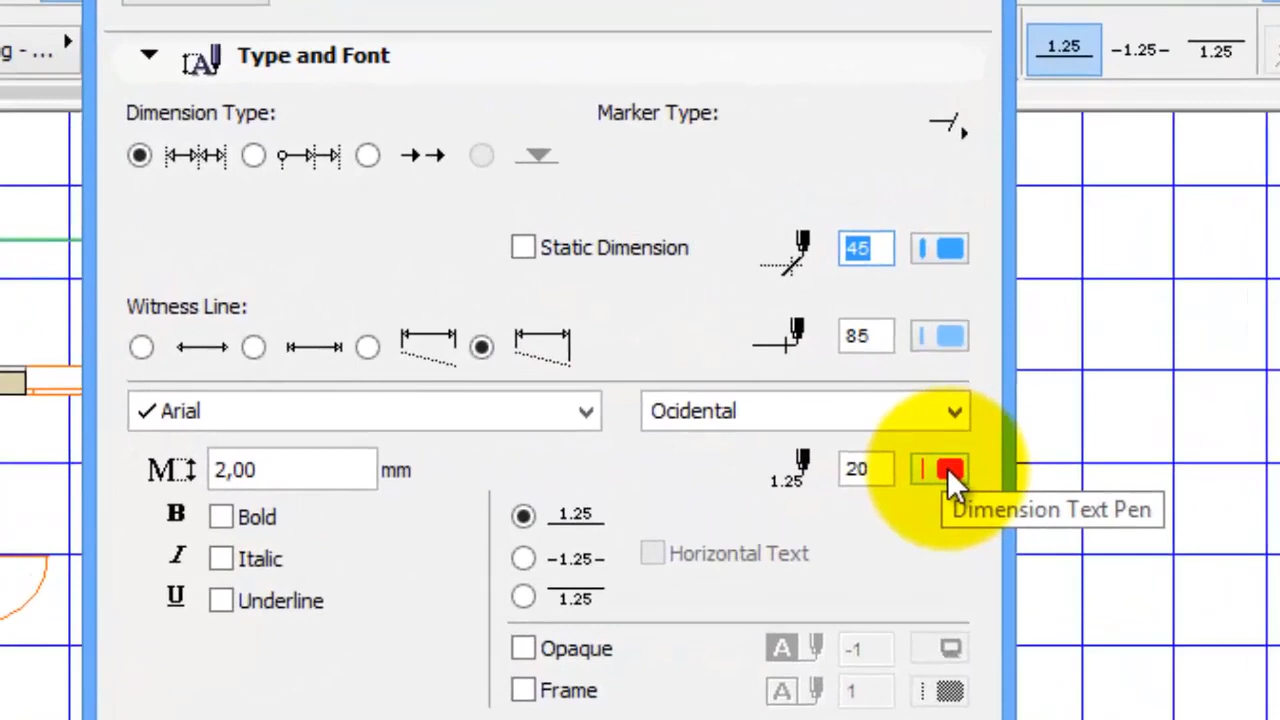 g - ...
1.25
-1.25-
1.25
Type and Font
Dimension Type:
Marker Type:
Static Dimension
45
Witness Line:
85
Arial
Ocidental
M
2,00
mm
1.25
20
Dimension Text Pen
B
Bold
1.25
I
Italic
-1.25-
Horizontal Text
U
Underline
1.25
Opaque
A
-1
Frame
A
1